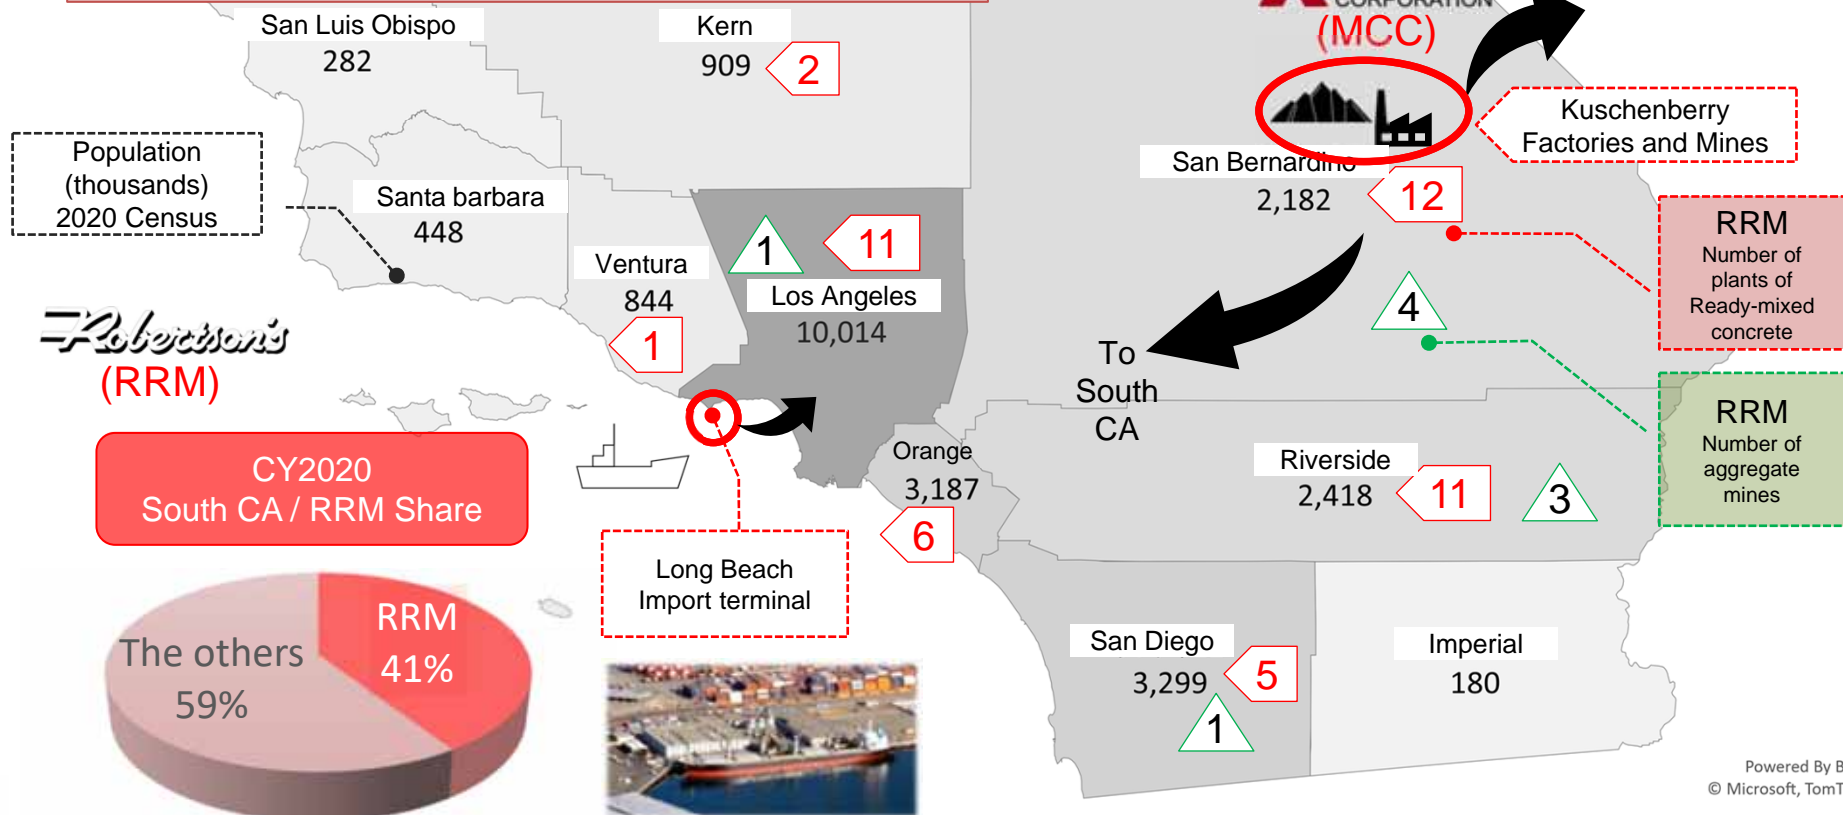 CORPORATION
(MCC)
San Luis Obispo
282
Kern
909
2
Kuschenberry
Factories and Mines
Population
(thousands)
2020 Census
Santa barbara
448
San Bernardino
2,182
12
RRM
Number of
plants of
Ready-mixed
concrete
Ventura
844
1
1
11
Los Angeles
10,014
4
To
South
CA
Robertson's
(RRM)
RRM
Number of
aggregate
mines
CY2020
South CA / RRM Share
Orange
3,187
6
Riverside
2,418
11
3
Long Beach
Import terminal
RRM
41%
The others
59%
San Diego
3,299
5
1
Imperial
180
Powered By B
© Microsoft, TomT